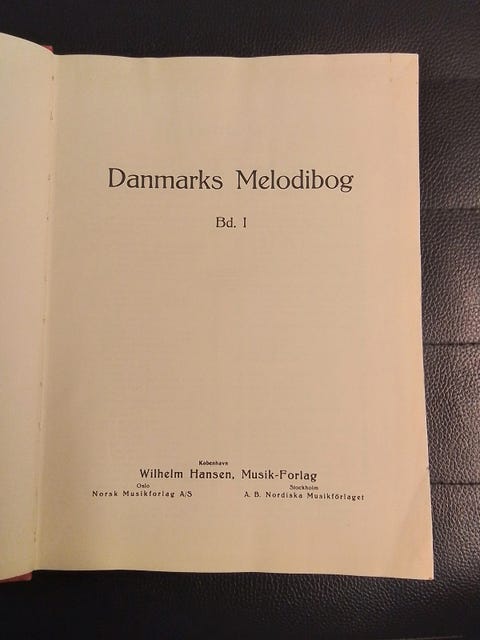 Danmarks Melodibog
Bd. I
København
Wilhelm Hansen, Musik-Forlag
Oslo
Norsk Musikforlag A/S
Stockholm
A. B. Nordiska Musikförlaget